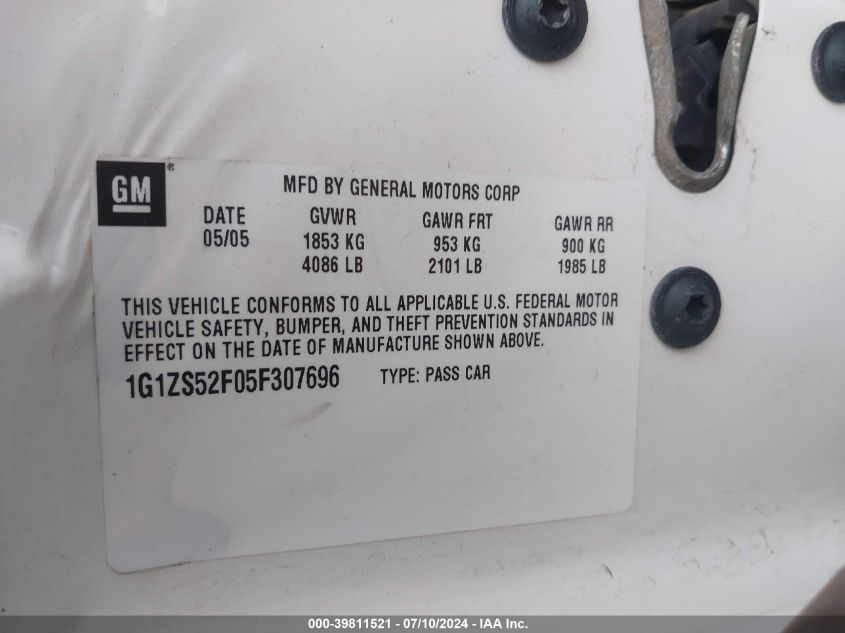 GM
MFD BY GENERAL MOTORS CORP
DATE GVWR GAWR FRT GAWR RR
05/05 1853 KG 953 KG 900 KG
4086 LB 2101 LB 1985 LB
THIS VEHICLE CONFORMS TO ALL APPLICABLE U.S. FEDERAL MOTOR
VEHICLE SAFETY, BUMPER, AND THEFT PREVENTION STANDARDS IN
EFFECT ON THE DATE OF MANUFACTURE SHOWN ABOVE.
1G1ZS52F05F307696 TYPE: PASS CAR
000-39811521 - 07/10/2024 - IAA Inc.